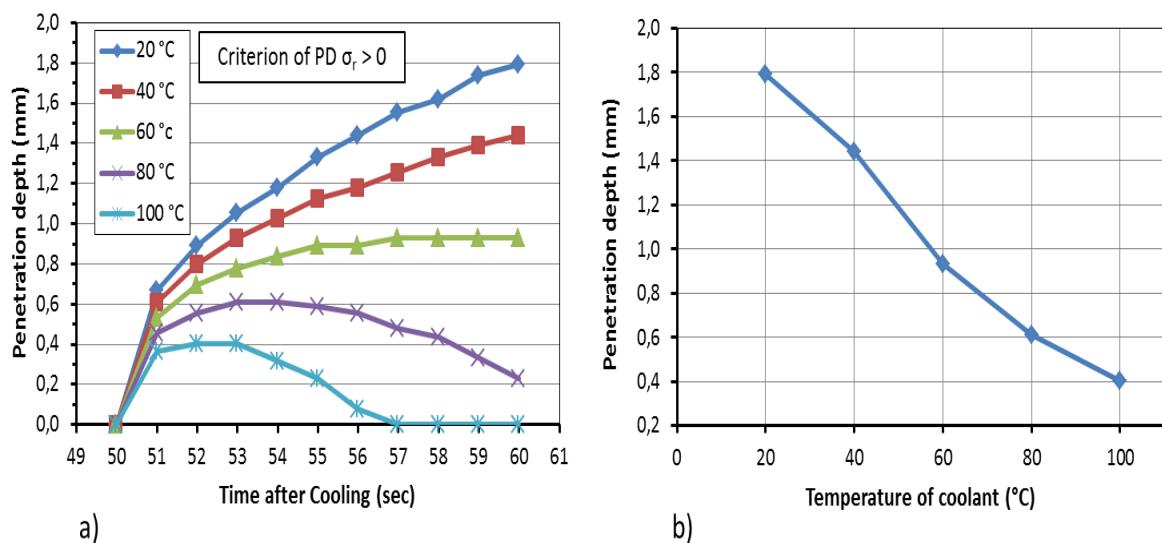 2,0
1,8
1,6
1,4
1,2
1,0
0,8
0,6
0,4
0,2
0,0
Penetration depth (mm)
20 °C
40 °C
60 °c
80 °C
100 °C
Criterion of PD σr > 0
49 50 51 52 53 54 55 56 57 58 59 60 61
Time after Cooling (sec)
a)
2,0
1,8
1,6
1,4
1,2
1,0
0,8
0,6
0,4
0,2
Penetration depth (mm)
0 20 40 60 80 100
Temperature of coolant (°C)
b)